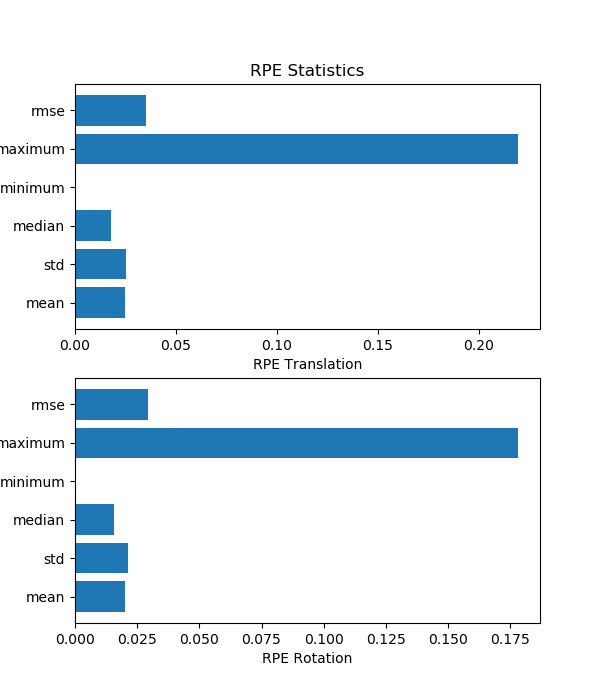 RPE Statistics
rmse
maximum
minimum
median
std
mean
0.00 0.05 0.10 0.15 0.20
RPE Translation
rmse
maximum
minimum
median
std
mean
0.000 0.025 0.050 0.075 0.100 0.125 0.150 0.175
RPE Rotation